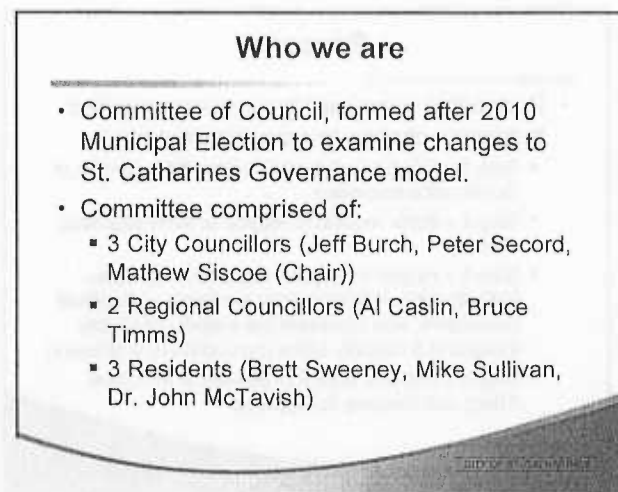 Who we are
• Committee of Council, formed after 2010
Municipal Election to examine changes to
St. Catharines Governance model.
• Committee comprised of:
▪ 3 City Councillors (Jeff Burch, Peter Secord,
Mathew Siscoe (Chair))
▪ 2 Regional Councillors (Al Caslin, Bruce
Timms)
▪ 3 Residents (Brett Sweeney, Mike Sullivan,
Dr. John McTavish)